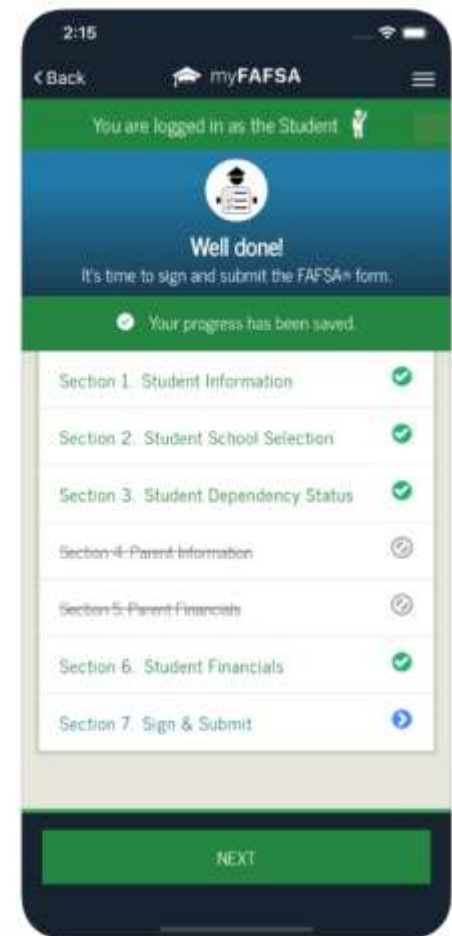 2:15
Back
myFAFSA
You are logged in as the Student
Well done!
It's time to sign and submit the FAFSA® form.
Your progress has been saved.
Section 1. Student Information
Section 2. Student School Selection
Section 3. Student Dependency Status
Section 4. Parent Information
Section 5. Parent Financials
Section 6. Student Financials
Section 7. Sign & Submit
NEXT